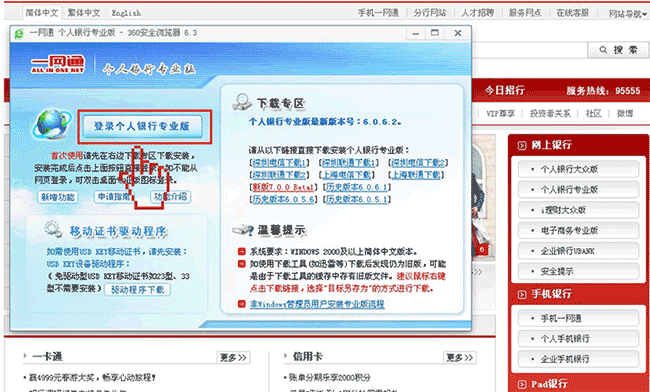 简体中文 繁体中文 English
手机一网通 分行网站 人才招聘 服务网点 在线客服 网站导航
一网通 个人银行专业版 - 360安全浏览器 6.3
搜 索
一网通
ALL IN ONE NET
个人银行专业版
今日招行 服务热线：95555
VIP尊享 投资者关系 社区 微博
登录个人银行专业版
首次使用请先在右边下载专区下载安装，
安装完成后点击上面按钮直接登录。如不能从
网页登录，可双击桌面专业版图标登录。
新增功能 申请指南 功能介绍
移动证书驱动程序
如需使用USB KEY移动证书，请先安装：
USB KEY设备驱动程序：
（免驱动型USB KEY移动证书如23型、33
型不需要安装） 驱动程序下载
下载专区
个人银行专业版最新版本号：6.0.6.2。
请从以下链接直接下载安装个人银行专业版：
[深圳电信下载1] [深圳联通下载1] [深圳电信下载2]
[深圳联通下载2] [上海电信下载] [上海联通下载]
[新版7.0.0 Beta1] [历史版本6.0.6.1]
[历史版本6.0.5.6] [历史版本6.0.5.1]
温馨提示
系统要求：WINDOWS 2000及以上简体中文版本。
如使用下载工具(如迅雷等)下载后发现仍为旧版，可能
是由于下载工具的缓存中存有旧版文件。建议鼠标右键
点击下载链接，选择"目标另存为"的方式进行下载。
非Windows管理员用户安装专业版流程
网上银行
个人银行大众版
个人银行专业版
i理财大众版
电子商务专业版
企业银行UBANK
安全提示
6
手机银行
手机一网通
个人手机银行
企业手机银行
Pad银行
一卡通 更多>>
赢4999元春游大奖，畅享心动旅程！
信用卡 更多>>
账单分期乐享2000积分